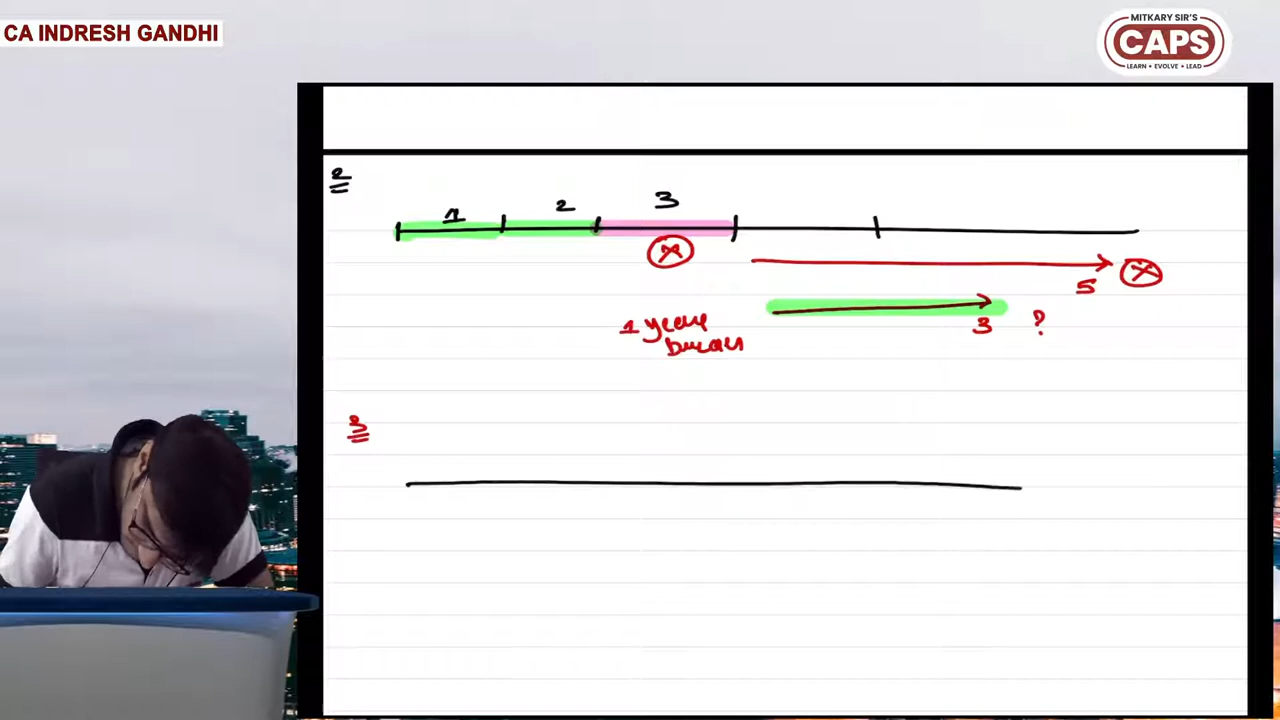 CA INDRESH GANDHI
MITKARY SIR'S
CAPS
LEARN • EVOLVE • LEAD
2
1 2 3
5
1 year
3 ?
3